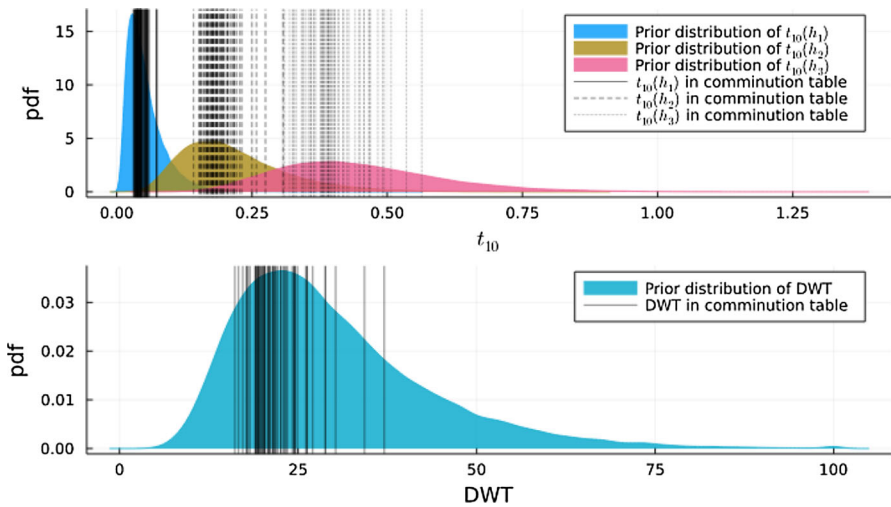 15
10
5
0
pdf
Prior distribution of t₁₀(h₁)
Prior distribution of t₁₀(h₂)
Prior distribution of t₁₀(h₃)
t₁₀(h₁) in comminution table
t₁₀(h₂) in comminution table
t₁₀(h₃) in comminution table
0.00 0.25 0.50 0.75 1.00 1.25
t₁₀
0.03
0.02
0.01
0.00
pdf
Prior distribution of DWT
DWT in comminution table
0 25 50 75 100
DWT